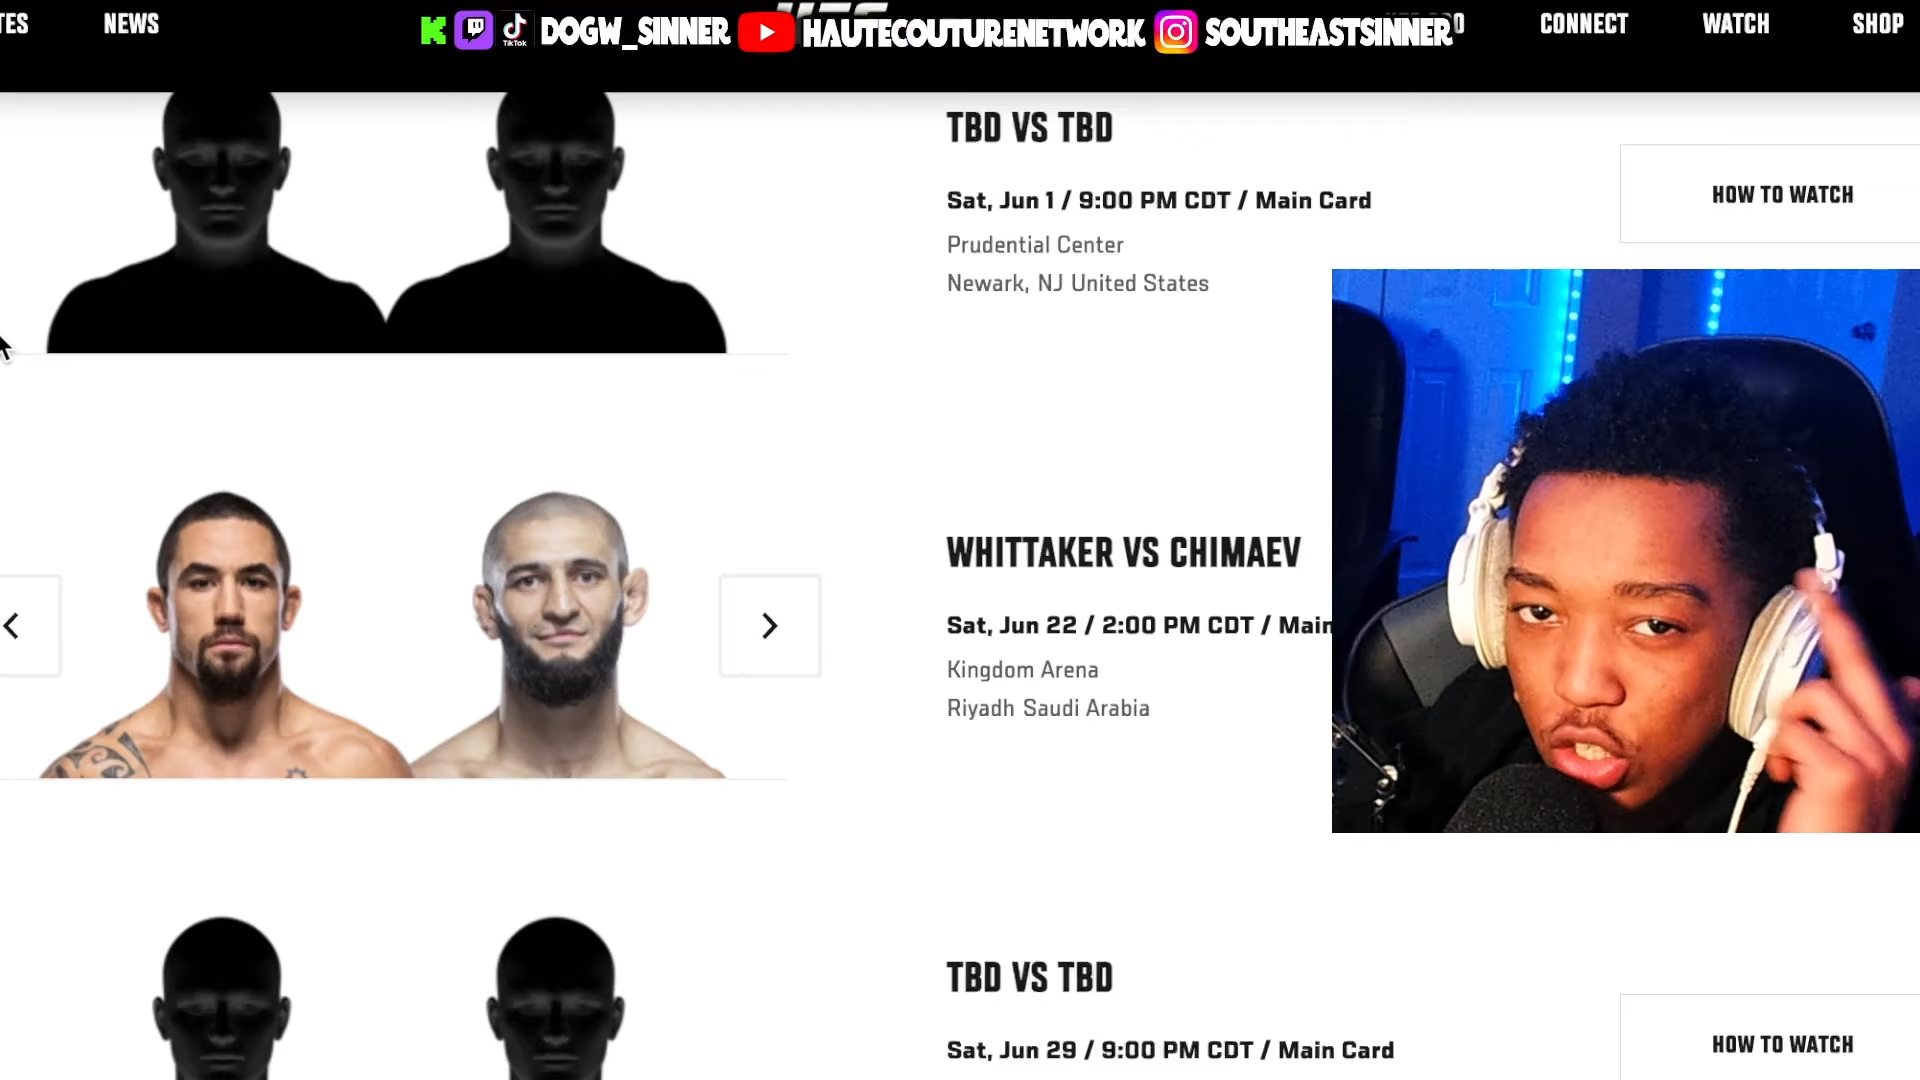 TES NEWS UFC CONNECT WATCH SHOP
TikTok DOGW_SINNER HAUTECOUTURENETWORK SOUTHEASTSINNER
TBD VS TBD
Sat, Jun 1 / 9:00 PM CDT / Main Card
Prudential Center
Newark, NJ United States
HOW TO WATCH
WHITTAKER VS CHIMAEV
Sat, Jun 22 / 2:00 PM CDT / Main
Kingdom Arena
Riyadh Saudi Arabia
TBD VS TBD
Sat, Jun 29 / 9:00 PM CDT / Main Card
HOW TO WATCH